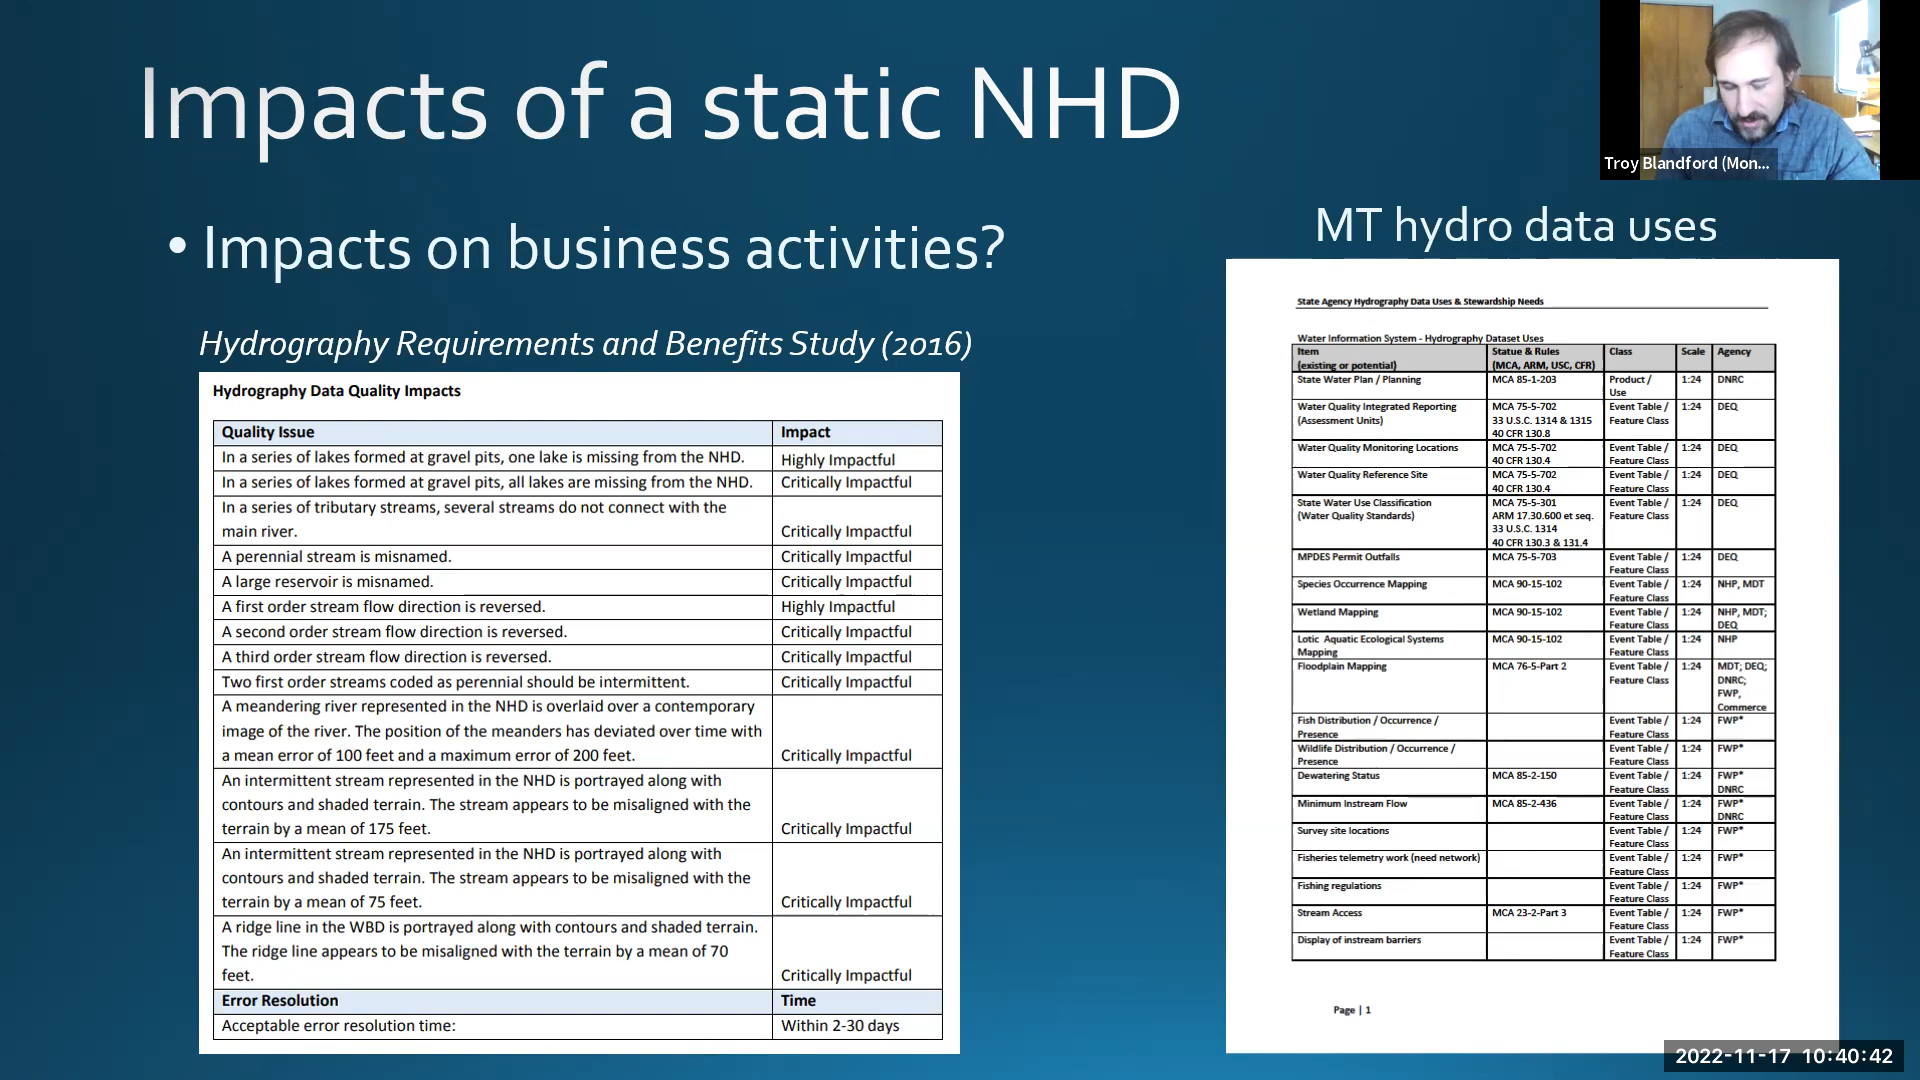 Impacts of a static NHD
Troy Blandford (Mon...
• Impacts on business activities?
MT hydro data uses
Hydrography Requirements and Benefits Study (2016)
Hydrography Data Quality Impacts
Quality Issue Impact
In a series of lakes formed at gravel pits, one lake is missing from the NHD. Highly Impactful
In a series of lakes formed at gravel pits, all lakes are missing from the NHD. Critically Impactful
In a series of tributary streams, several streams do not connect with the
main river. Critically Impactful
A perennial stream is misnamed. Critically Impactful
A large reservoir is misnamed. Critically Impactful
A first order stream flow direction is reversed. Highly Impactful
A second order stream flow direction is reversed. Critically Impactful
A third order stream flow direction is reversed. Critically Impactful
Two first order streams coded as perennial should be intermittent. Critically Impactful
A meandering river represented in the NHD is overlaid over a contemporary
image of the river. The position of the meanders has deviated over time with
a mean error of 100 feet and a maximum error of 200 feet. Critically Impactful
An intermittent stream represented in the NHD is portrayed along with
contours and shaded terrain. The stream appears to be misaligned with the
terrain by a mean of 175 feet. Critically Impactful
An intermittent stream represented in the NHD is portrayed along with
contours and shaded terrain. The stream appears to be misaligned with the
terrain by a mean of 75 feet. Critically Impactful
A ridge line in the WBD is portrayed along with contours and shaded terrain.
The ridge line appears to be misaligned with the terrain by a mean of 70
feet. Critically Impactful
Error Resolution Time
Acceptable error resolution time: Within 2-30 days
State Agency Hydrography Data Uses & Stewardship Needs
Water Information System - Hydrography Dataset Uses
Item Statue & Rules Class Scale Agency
(existing or potential) (MCA, ARM, USC, CFR)
State Water Plan / Planning MCA 85-1-203 Product / 1:24 DNRC
Use
Water Quality Integrated Reporting MCA 75-5-702 Event Table / 1:24 DEQ
(Assessment Units) 33 U.S.C. 1314 & 1315 Feature Class
40 CFR 130.8
Water Quality Monitoring Locations MCA 75-5-702 Event Table / 1:24 DEQ
40 CFR 130.4 Feature Class
Water Quality Reference Site MCA 75-5-702 Event Table / 1:24 DEQ
40 CFR 130.4 Feature Class
State Water Use Classification MCA 75-5-301 Event Table / 1:24 DEQ
(Water Quality Standards) ARM 17.30.600 et seq. Feature Class
33 U.S.C. 1314
40 CFR 130.3 & 131.4
MPDES Permit Outfalls MCA 75-5-703 Event Table / 1:24 DEQ
Feature Class
Species Occurrence Mapping MCA 90-15-102 Event Table / 1:24 NHP, MDT
Feature Class
Wetland Mapping MCA 90-15-102 Event Table / 1:24 NHP, MDT;
Feature Class DEQ
Lotic Aquatic Ecological Systems MCA 90-15-102 Event Table / 1:24 NHP
Mapping Feature Class
Floodplain Mapping MCA 76-5-Part 2 Event Table / 1:24 MDT; DEQ;
Feature Class DNRC;
FWP,
Commerce
Fish Distribution / Occurrence / Event Table / 1:24 FWP*
Presence Feature Class
Wildlife Distribution / Occurrence / Event Table / 1:24 FWP*
Presence Feature Class
Dewatering Status MCA 85-2-150 Event Table / 1:24 FWP*
Feature Class DNRC
Minimum Instream Flow MCA 85-2-436 Event Table / 1:24 FWP*
Feature Class DNRC
Survey site locations Event Table / 1:24 FWP*
Feature Class
Fisheries telemetry work (need network) Event Table / 1:24 FWP*
Feature Class
Fishing regulations Event Table / 1:24 FWP*
Feature Class
Stream Access MCA 23-2-Part 3 Event Table / 1:24 FWP*
Feature Class
Display of instream barriers Event Table / 1:24 FWP*
Feature Class
Page | 1
2022-11-17 10:40:42